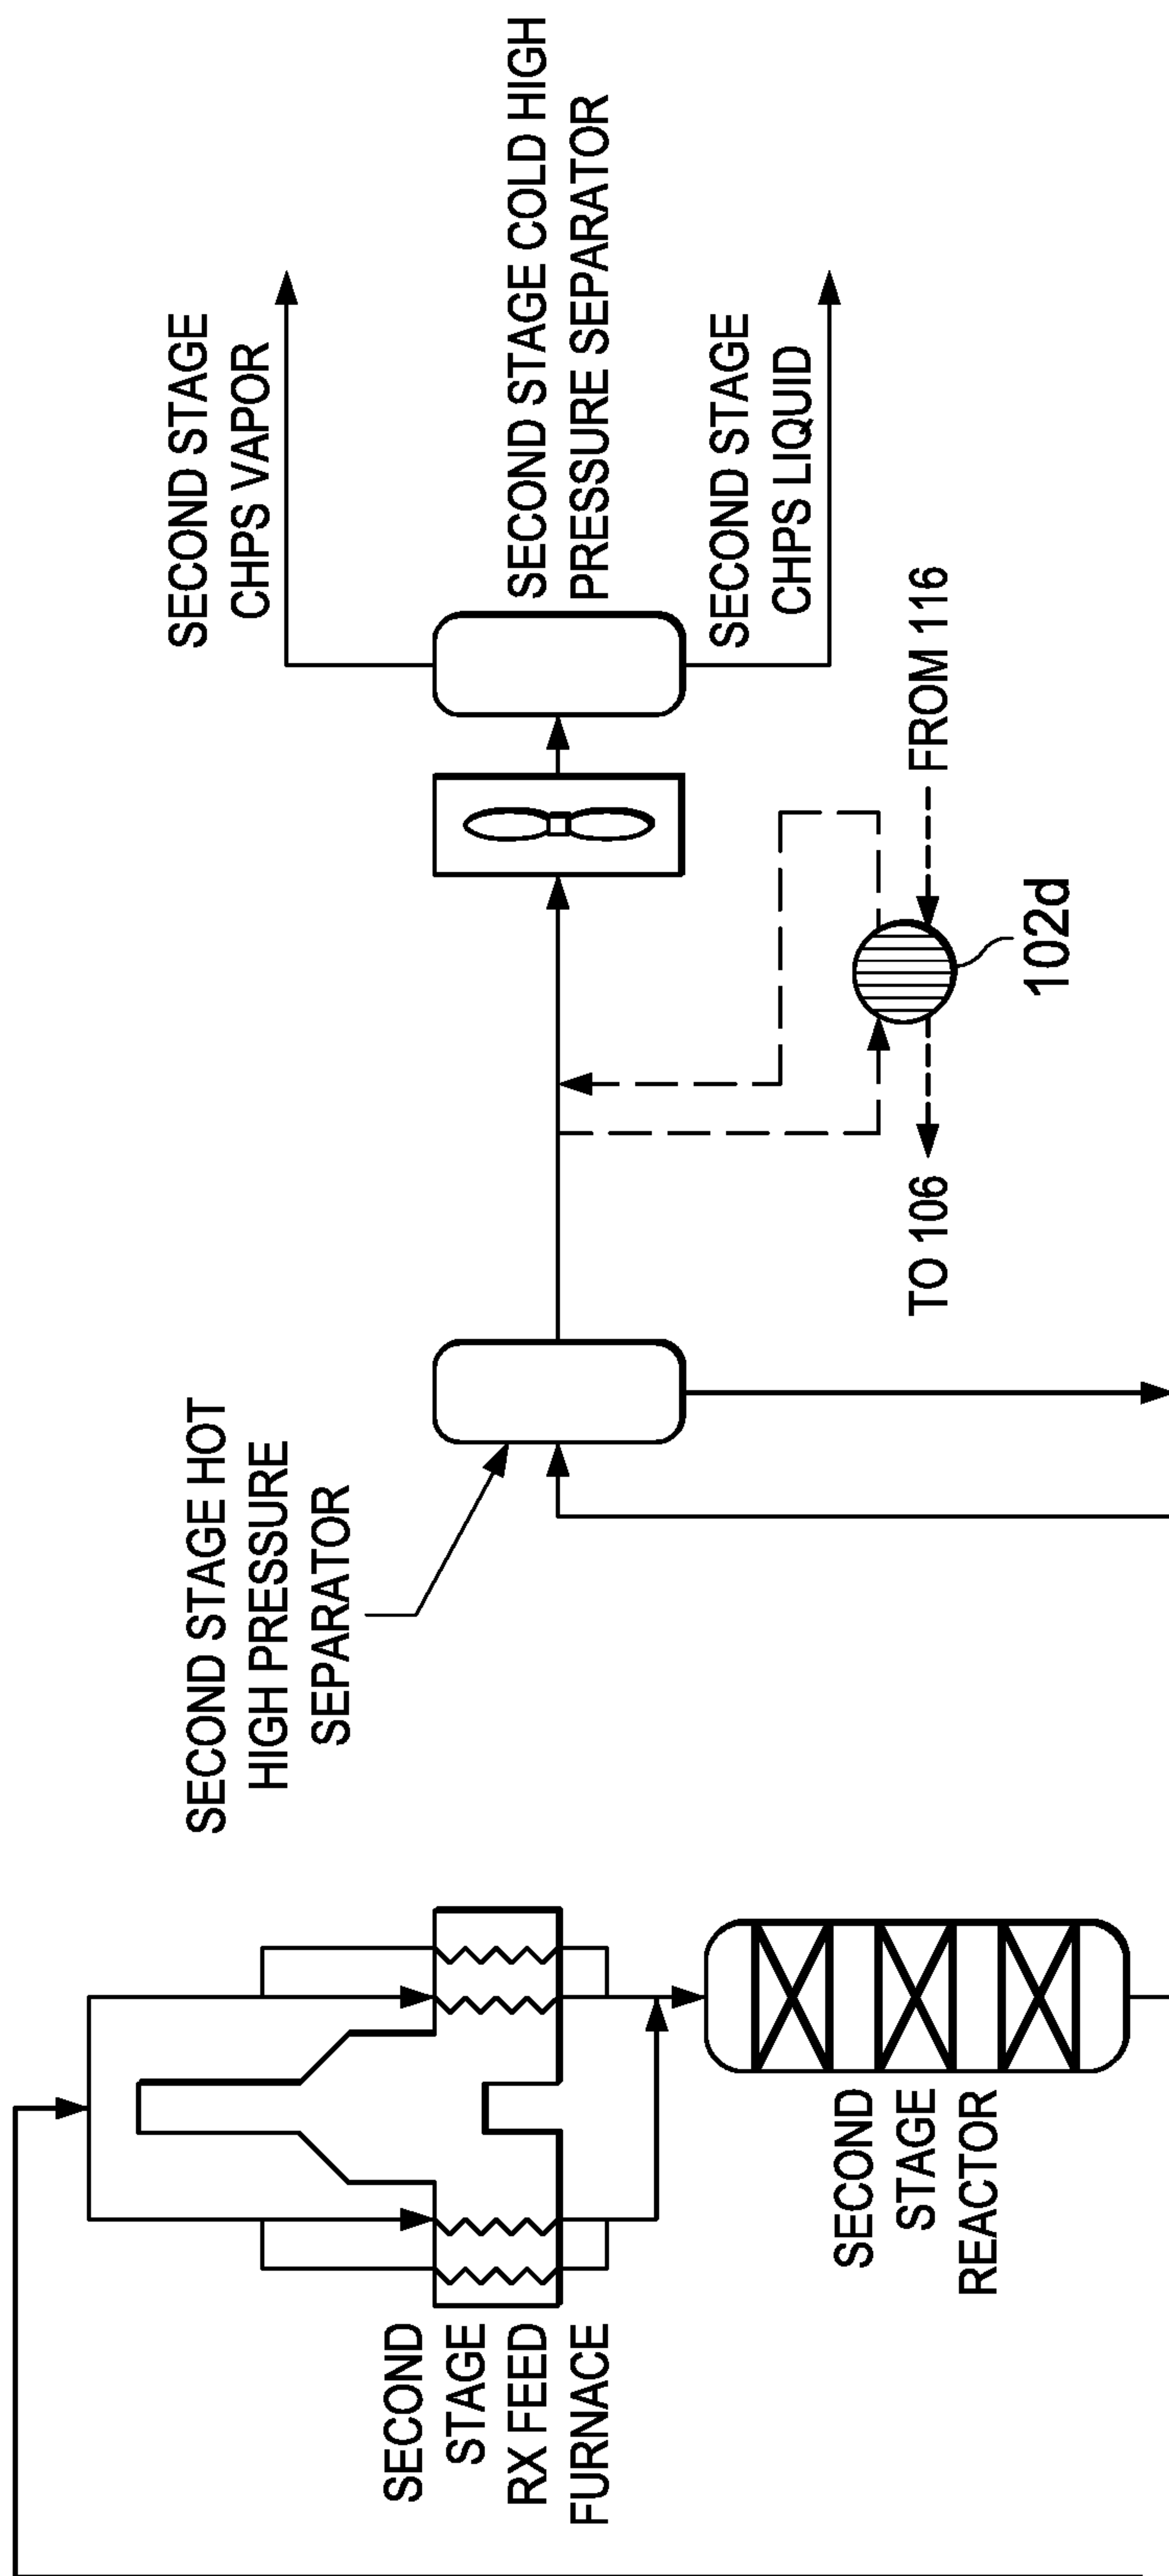 SECOND STAGE
CHPS VAPOR
SECOND STAGE COLD HIGH
PRESSURE SEPARATOR
SECOND STAGE
CHPS LIQUID
FROM 116
102d
TO 106
SECOND STAGE HOT
HIGH PRESSURE
SEPARATOR
SECOND
STAGE
RX FEED
FURNACE
SECOND
STAGE
REACTOR